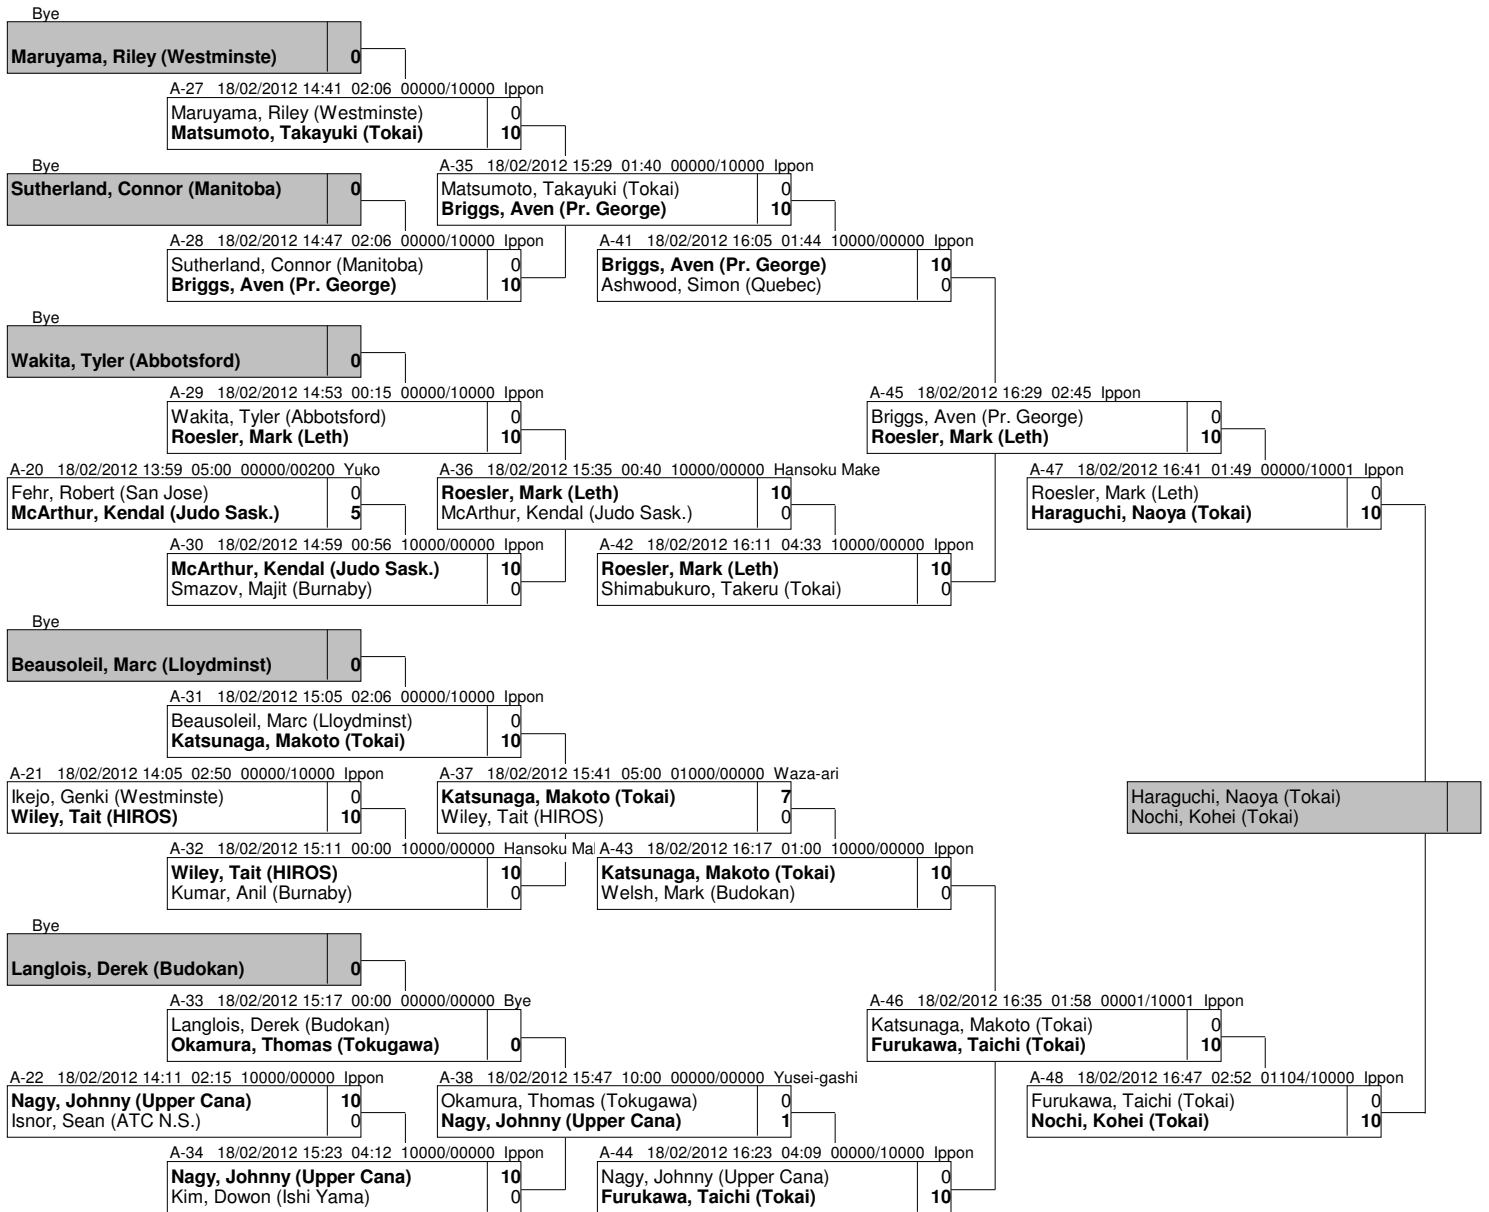 Bye
Maruyama, Riley (Westminste) 0
A-27 18/02/2012 14:41 02:06 00000/10000 Ippon
Maruyama, Riley (Westminste) 0
Matsumoto, Takayuki (Tokai) 10
Bye
Sutherland, Connor (Manitoba) 0
A-35 18/02/2012 15:29 01:40 00000/10000 Ippon
Matsumoto, Takayuki (Tokai) 0
Briggs, Aven (Pr. George) 10
A-28 18/02/2012 14:47 02:06 00000/10000 Ippon
Sutherland, Connor (Manitoba) 0
Briggs, Aven (Pr. George) 10
A-41 18/02/2012 16:05 01:44 10000/00000 Ippon
Briggs, Aven (Pr. George) 10
Ashwood, Simon (Quebec) 0
Bye
Wakita, Tyler (Abbotsford) 0
A-29 18/02/2012 14:53 00:15 00000/10000 Ippon
Wakita, Tyler (Abbotsford) 0
Roesler, Mark (Leth) 10
A-45 18/02/2012 16:29 02:45 Ippon
Briggs, Aven (Pr. George) 0
Roesler, Mark (Leth) 10
A-20 18/02/2012 13:59 05:00 00000/00200 Yuko
Fehr, Robert (San Jose) 0
McArthur, Kendal (Judo Sask.) 5
A-36 18/02/2012 15:35 00:40 10000/00000 Hansoku Make
Roesler, Mark (Leth) 10
McArthur, Kendal (Judo Sask.) 0
A-47 18/02/2012 16:41 01:49 00000/10001 Ippon
Roesler, Mark (Leth) 0
Haraguchi, Naoya (Tokai) 10
A-30 18/02/2012 14:59 00:56 10000/00000 Ippon
McArthur, Kendal (Judo Sask.) 10
Smazov, Majit (Burnaby) 0
A-42 18/02/2012 16:11 04:33 10000/00000 Ippon
Roesler, Mark (Leth) 10
Shimabukuro, Takeru (Tokai) 0
Bye
Beausoleil, Marc (Lloydminst) 0
A-31 18/02/2012 15:05 02:06 00000/10000 Ippon
Beausoleil, Marc (Lloydminst) 0
Katsunaga, Makoto (Tokai) 10
A-21 18/02/2012 14:05 02:50 00000/10000 Ippon
Ikejo, Genki (Westminste) 0
Wiley, Tait (HIROS) 10
A-37 18/02/2012 15:41 05:00 01000/00000 Waza-ari
Katsunaga, Makoto (Tokai) 7
Wiley, Tait (HIROS) 0
Haraguchi, Naoya (Tokai)
Nochi, Kohei (Tokai)
A-32 18/02/2012 15:11 00:00 10000/00000 Hansoku Ma
Wiley, Tait (HIROS) 10
Kumar, Anil (Burnaby) 0
A-43 18/02/2012 16:17 01:00 10000/00000 Ippon
Katsunaga, Makoto (Tokai) 10
Welsh, Mark (Budokan) 0
Bye
Langlois, Derek (Budokan) 0
A-33 18/02/2012 15:17 00:00 00000/00000 Bye
Langlois, Derek (Budokan)
Okamura, Thomas (Tokugawa) 0
A-46 18/02/2012 16:35 01:58 00001/10001 Ippon
Katsunaga, Makoto (Tokai) 0
Furukawa, Taichi (Tokai) 10
A-22 18/02/2012 14:11 02:15 10000/00000 Ippon
Nagy, Johnny (Upper Cana) 10
Isnor, Sean (ATC N.S.) 0
A-38 18/02/2012 15:47 10:00 00000/00000 Yusei-gashi
Okamura, Thomas (Tokugawa) 0
Nagy, Johnny (Upper Cana) 1
A-48 18/02/2012 16:47 02:52 01104/10000 Ippon
Furukawa, Taichi (Tokai) 0
Nochi, Kohei (Tokai) 10
A-34 18/02/2012 15:23 04:12 10000/00000 Ippon
Nagy, Johnny (Upper Cana) 10
Kim, Dowon (Ishi Yama) 0
A-44 18/02/2012 16:23 04:09 00000/10000 Ippon
Nagy, Johnny (Upper Cana) 0
Furukawa, Taichi (Tokai) 10